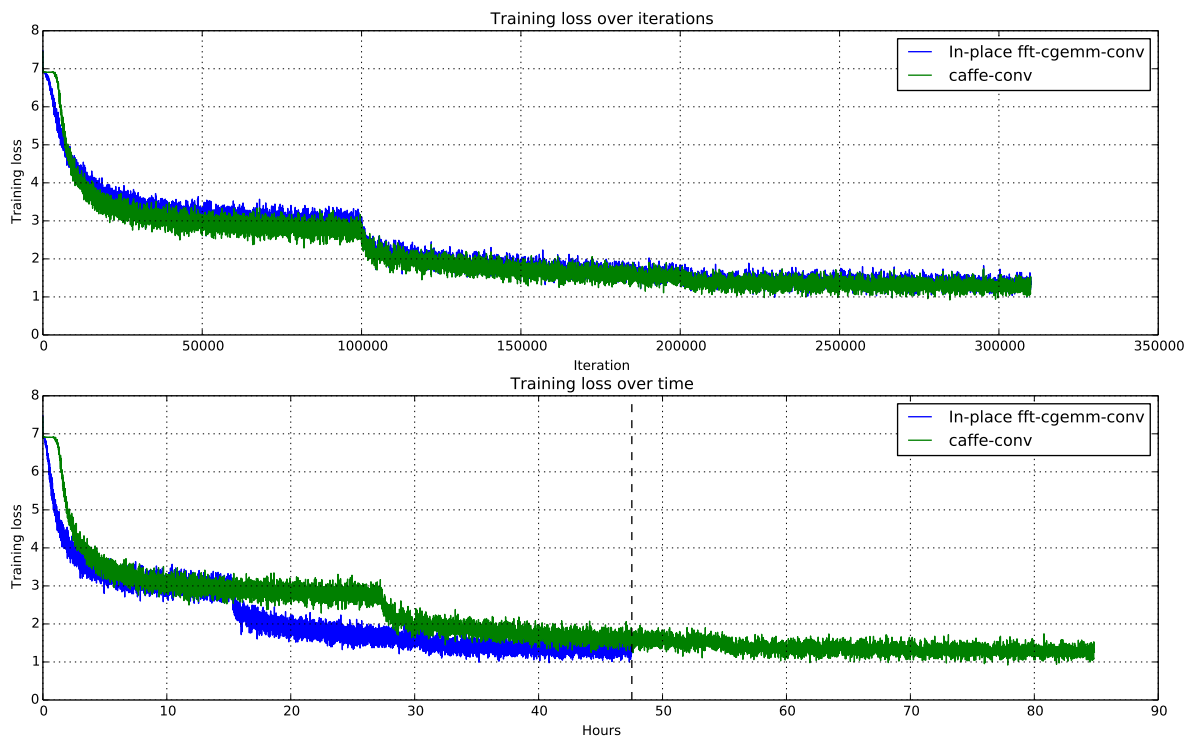 Training loss over iterations
8
7
6
5
4
3
2
1
0
Training loss
In-place fft-cgemm-conv
caffe-conv
0 50000 100000 150000 200000 250000 300000 350000
Iteration
Training loss over time
8
7
6
5
4
3
2
1
0
Training loss
In-place fft-cgemm-conv
caffe-conv
0 10 20 30 40 50 60 70 80 90
Hours